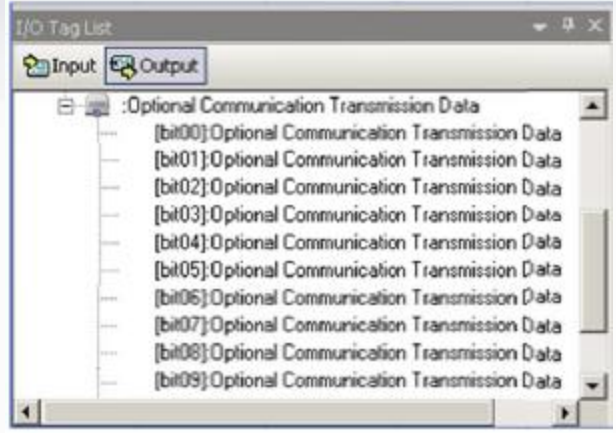 I/O Tag List
Input Output
:Optional Communication Transmission Data
[bit00]:Optional Communication Transmission Data
[bit01]:Optional Communication Transmission Data
[bit02]:Optional Communication Transmission Data
[bit03]:Optional Communication Transmission Data
[bit04]:Optional Communication Transmission Data
[bit05]:Optional Communication Transmission Data
[bit06]:Optional Communication Transmission Data
[bit07]:Optional Communication Transmission Data
[bit08]:Optional Communication Transmission Data
[bit09]:Optional Communication Transmission Data